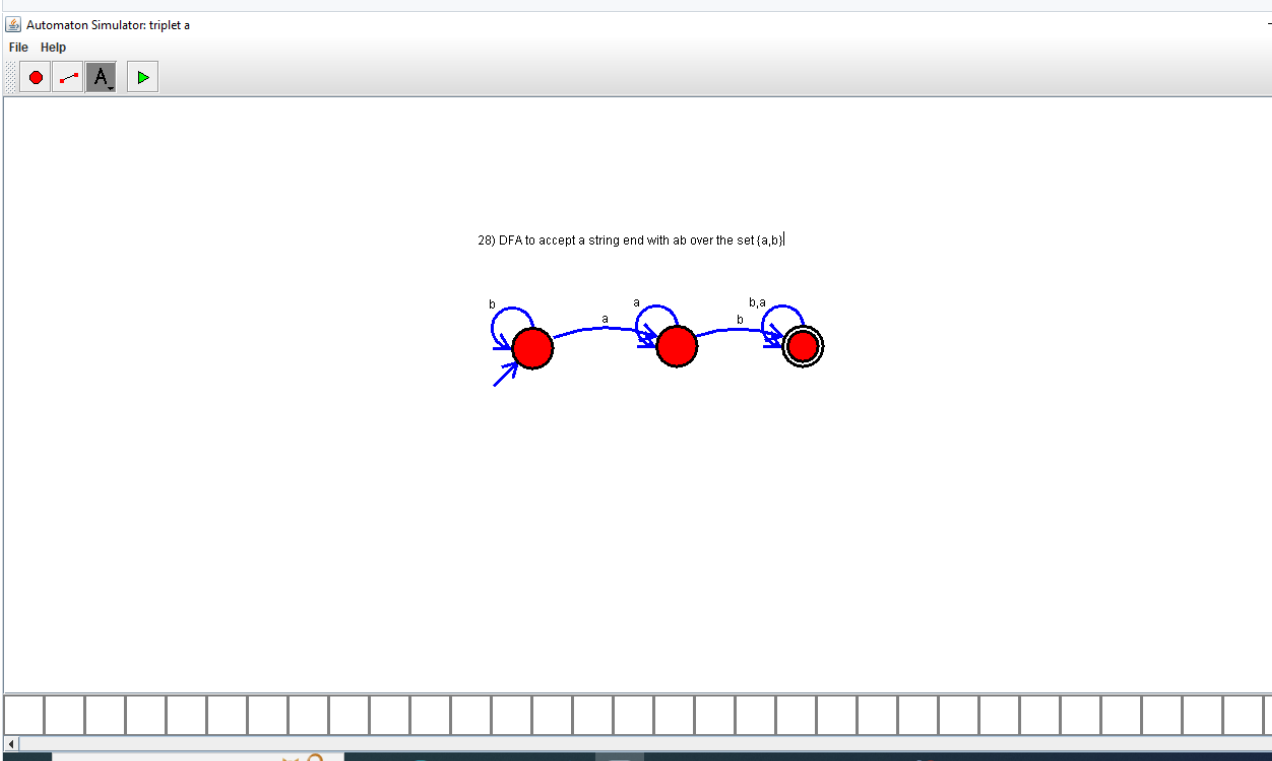 Automaton Simulator: triplet a
File Help
A
28) DFA to accept a string end with ab over the set {a,b}
b
a
a
b
b,a